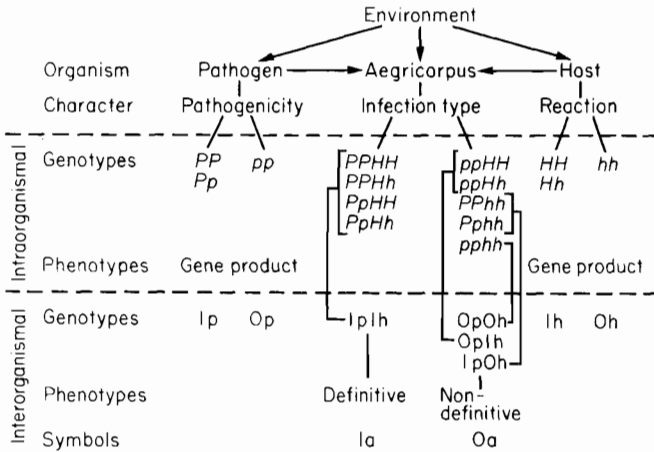 Environment
Organism Pathogen Aegricorpus Host
Character Pathogenicity Infection type Reaction
Intraorganismal
Genotypes PP pp PPHH ppHH HH hh
Pp PPHh ppHh Hh
PpHH PPhh
PpHh Pphh
pphh
Phenotypes Gene product Gene product
Interorganismal
Genotypes Ip Op IpIh OpOh Ih Oh
OpIh
IpOh
Phenotypes Definitive Non-
definitive
Symbols Ia Oa